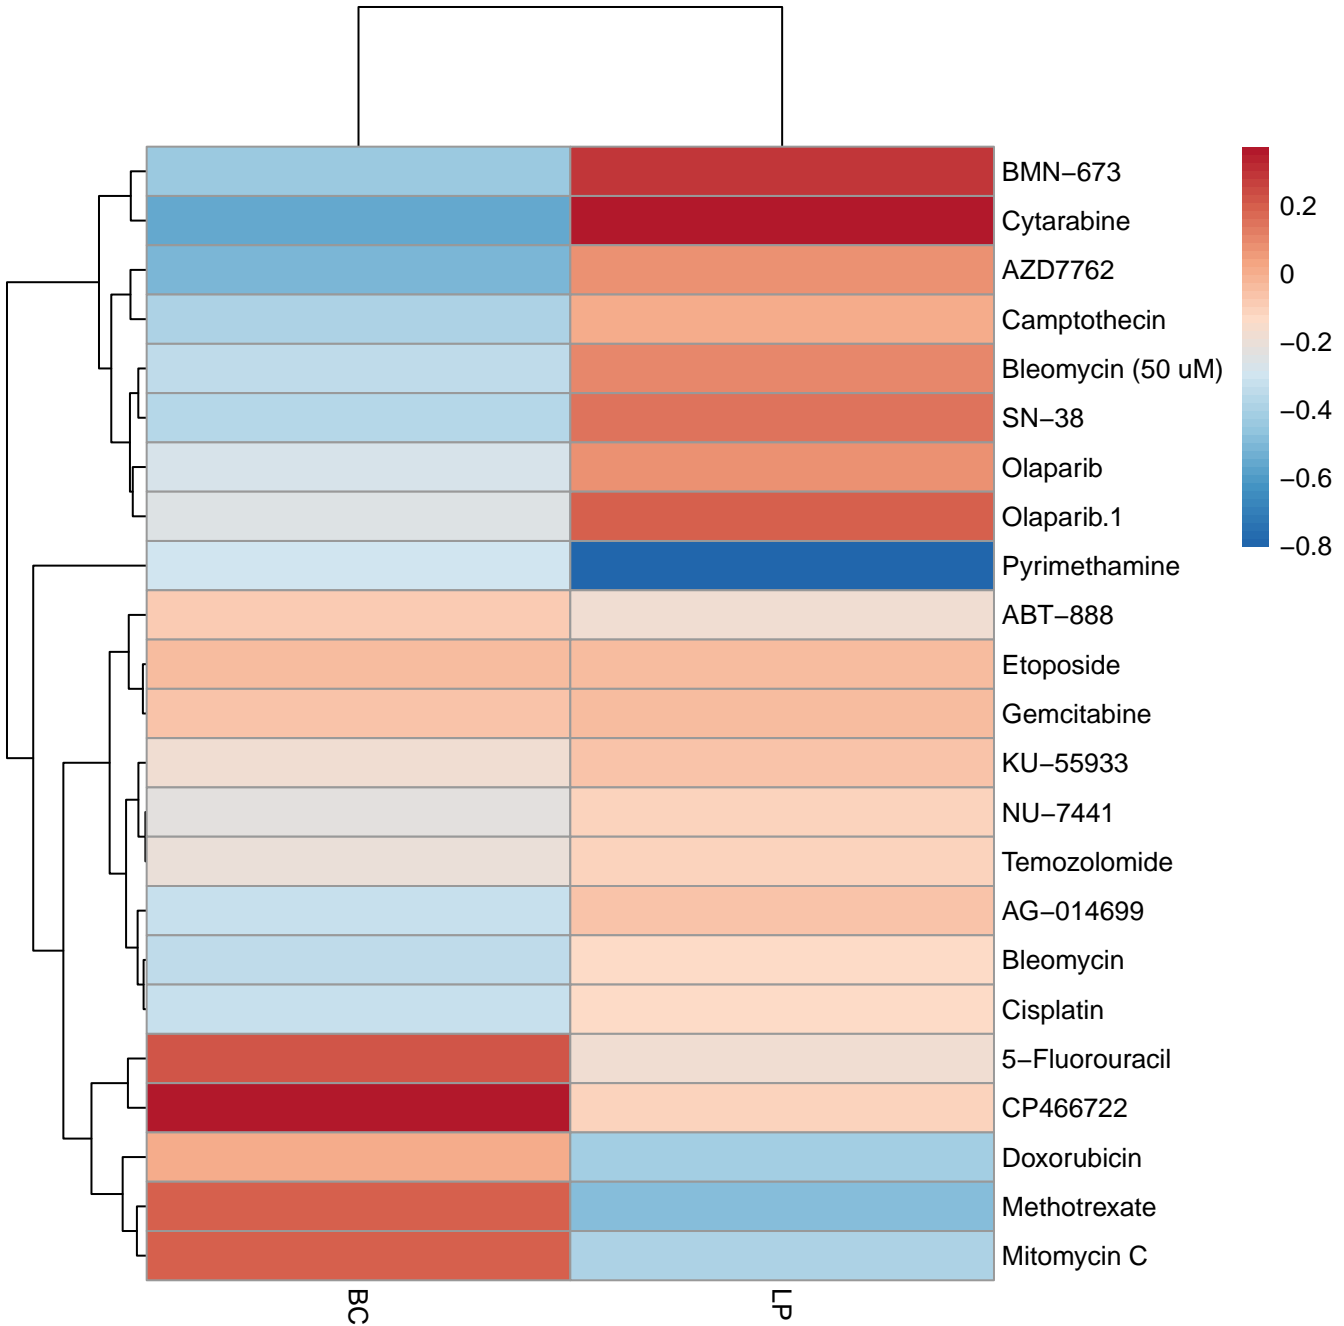 BMN−673
Cytarabine
AZD7762
Camptothecin
Bleomycin (50 uM)
SN−38
Olaparib
Olaparib.1
Pyrimethamine
ABT−888
Etoposide
Gemcitabine
KU−55933
NU−7441
Temozolomide
AG−014699
Bleomycin
Cisplatin
5−Fluorouracil
CP466722
Doxorubicin
Methotrexate
Mitomycin C
BC
LP
0.2
0
−0.2
−0.4
−0.6
−0.8